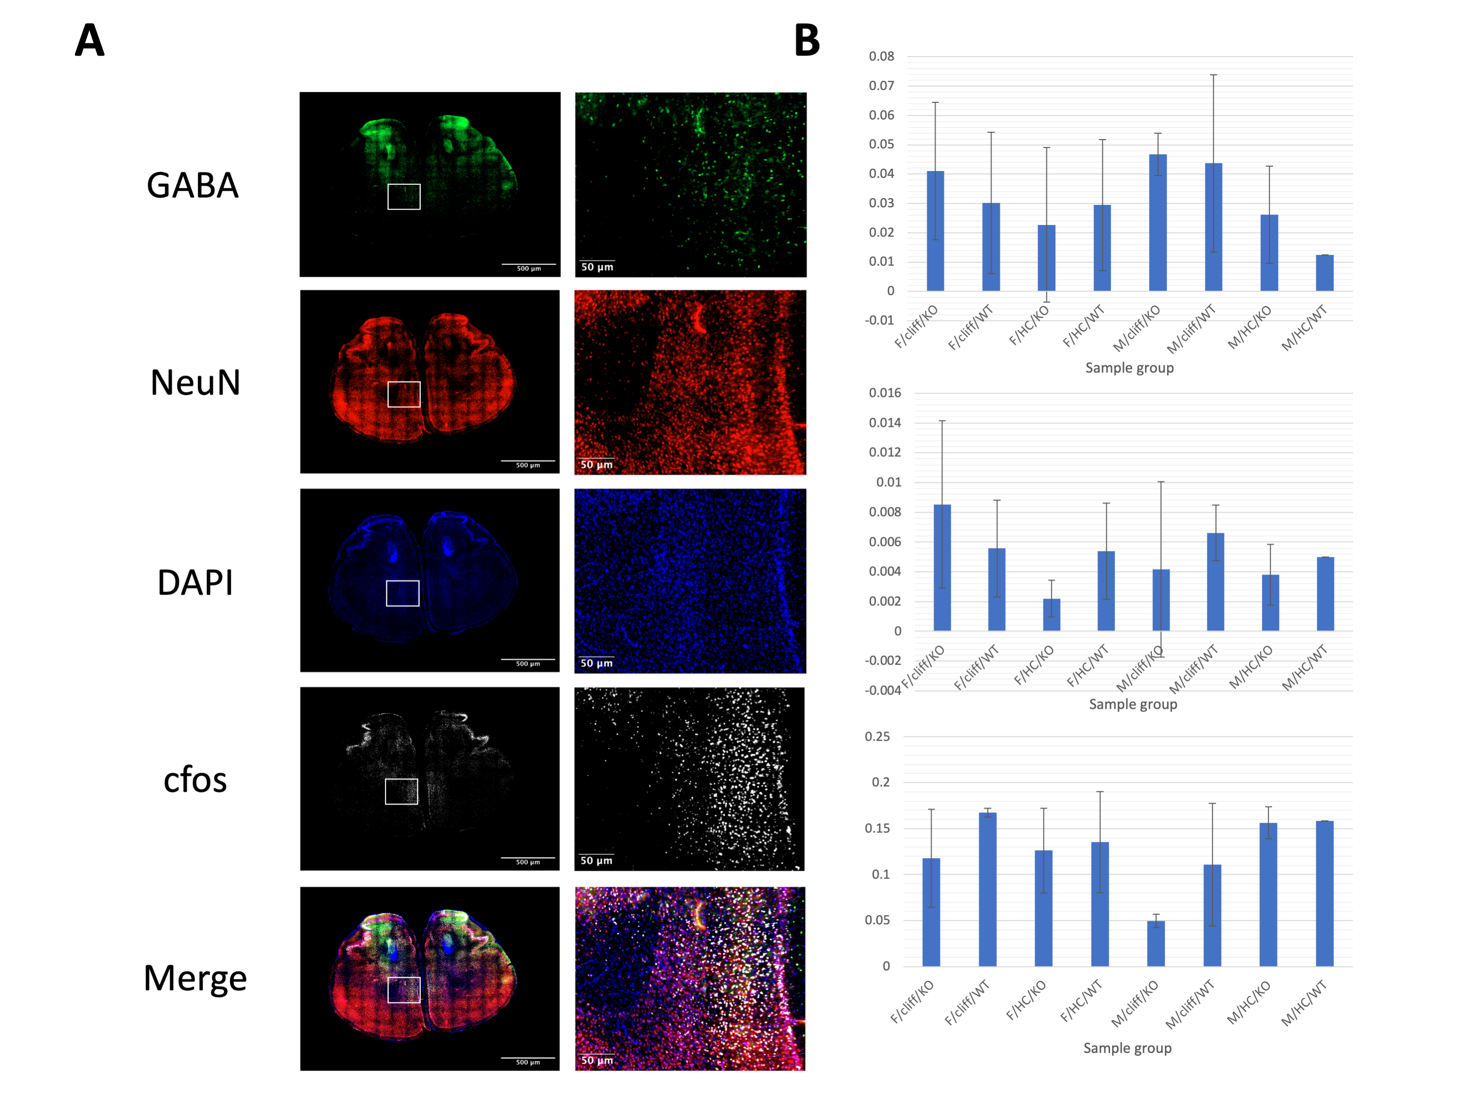 A
B
GABA
500 µm
50 µm
NeuN
500 µm
50 µm
DAPI
500 µm
50 µm
cfos
500 µm
50 µm
Merge
500 µm
50 µm
0.08
0.07
0.06
0.05
0.04
0.03
0.02
0.01
0
-0.01
F/cliff/KO
F/cliff/WT
F/HC/KO
F/HC/WT
M/cliff/KO
M/cliff/WT
M/HC/KO
M/HC/WT
Sample group
0.016
0.014
0.012
0.01
0.008
0.006
0.004
0.002
0
-0.002
-0.004
F/cliff/KO
F/cliff/WT
F/HC/KO
F/HC/WT
M/cliff/KO
M/cliff/WT
M/HC/KO
M/HC/WT
Sample group
0.25
0.2
0.15
0.1
0.05
0
F/cliff/KO
F/cliff/WT
F/HC/KO
F/HC/WT
M/cliff/KO
M/cliff/WT
M/HC/KO
M/HC/WT
Sample group